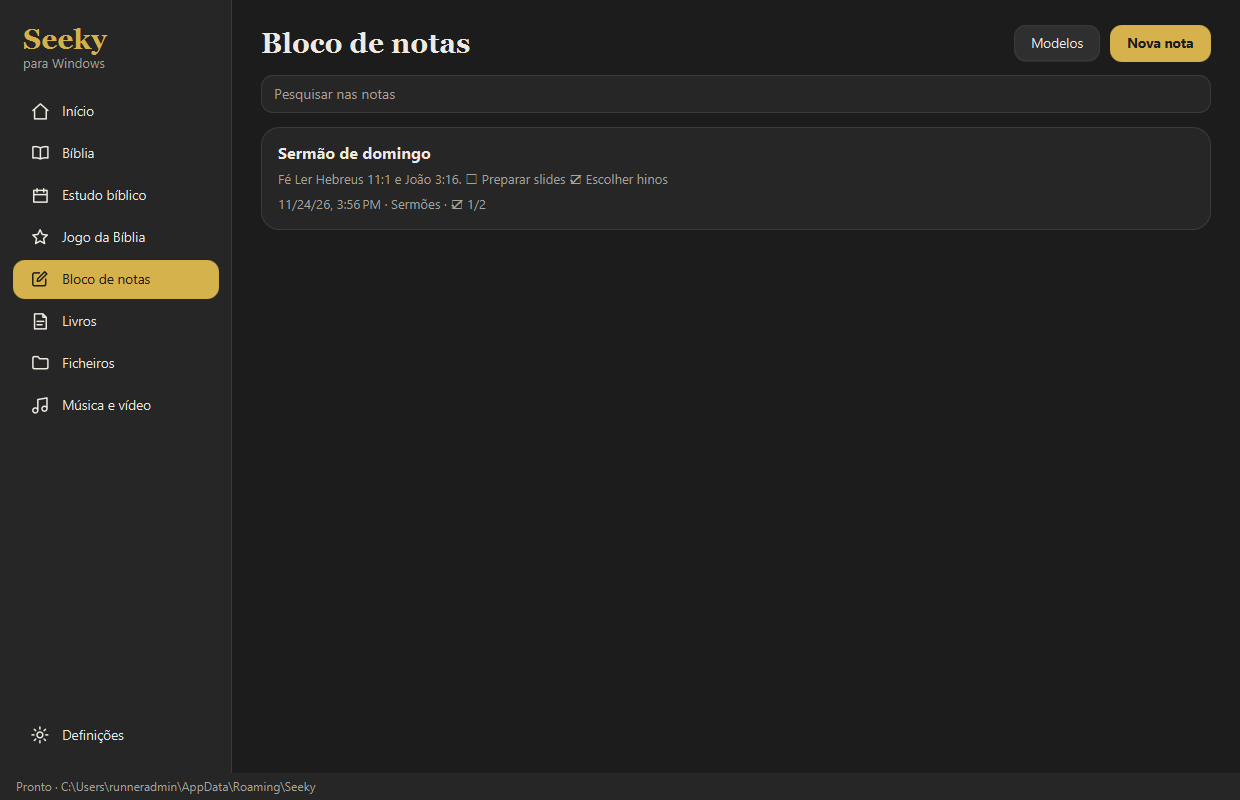 Seeky
para Windows
Início
Bíblia
Estudo bíblico
Jogo da Bíblia
Bloco de notas
Livros
Ficheiros
Música e vídeo
Definições
Bloco de notas
Modelos
Nova nota
Pesquisar nas notas
Sermão de domingo
Fé Ler Hebreus 11:1 e João 3:16. ☐ Preparar slides ☑ Escolher hinos
11/24/26, 3:56 PM · Sermões · ☑ 1/2
Pronto · C:\Users\runneradmin\AppData\Roaming\Seeky